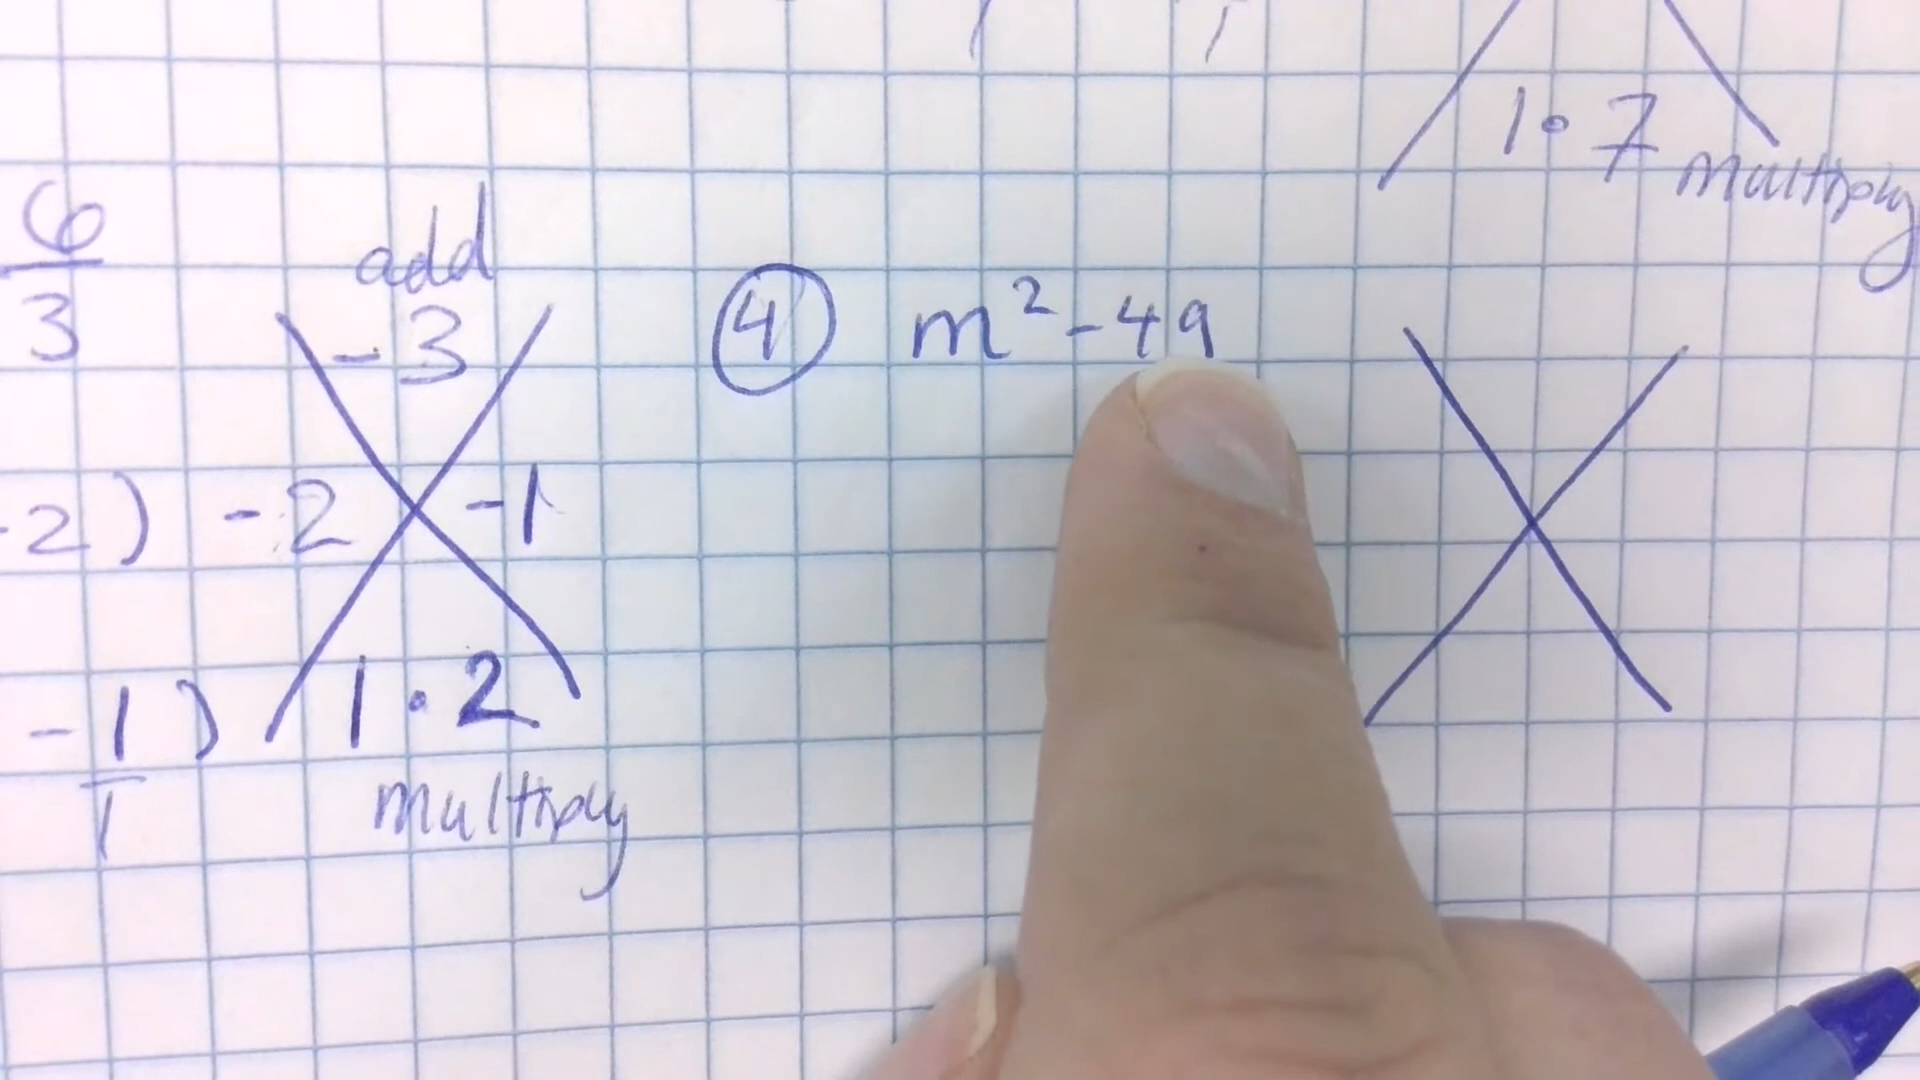 1 · 7
multiply
6
3
add
-3
④ m² - 49
-2) -2 -1
-1) 1 · 2
1
multiply